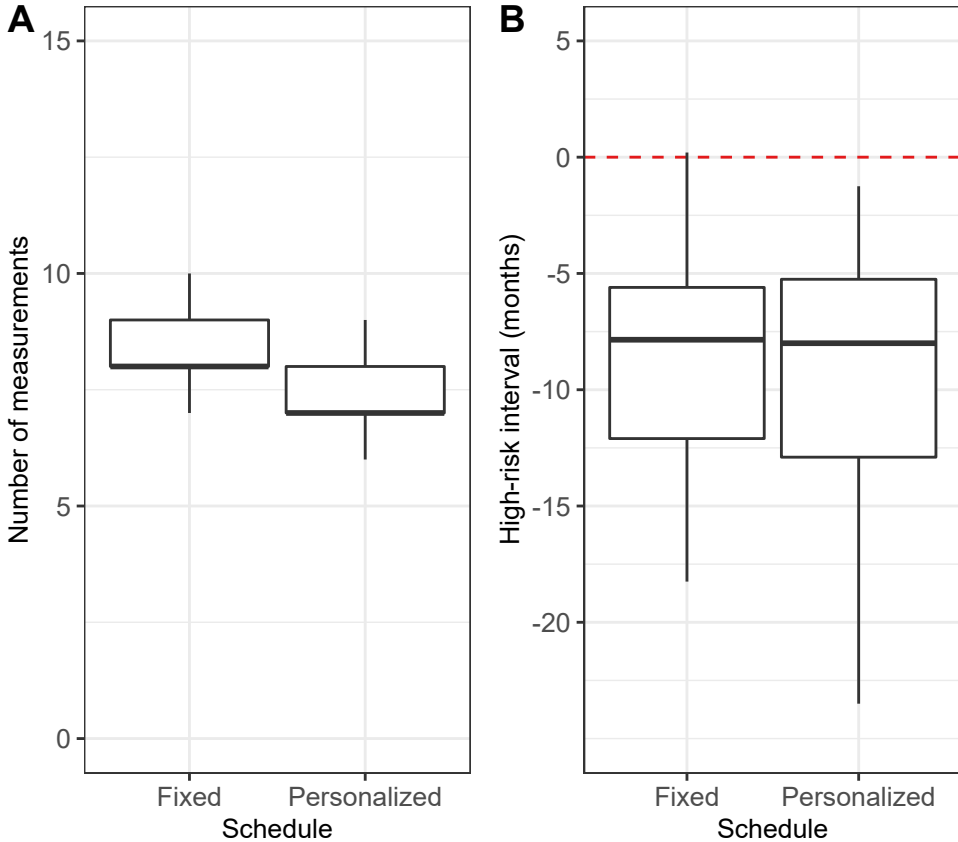 A
Number of measurements
15
10
5
0
Fixed
Personalized
Schedule
B
High-risk interval (months)
5
0
-5
-10
-15
-20
Fixed
Personalized
Schedule